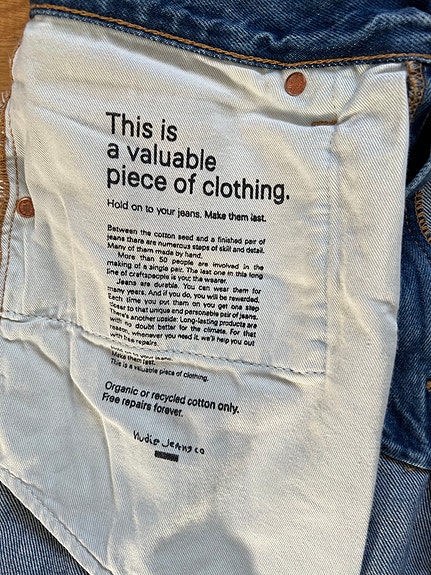 This is
a valuable
piece of clothing.
Hold on to your jeans. Make them last.
Between the cotton seed and a finished pair of
jeans there are numerous steps of skill and detail.
Many of them made by hand.
More than 50 people are involved in the
making of a single pair. The last one in this long
line of craftspeople is you; the wearer.
Jeans are durable. You can wear them for
many years. And if you do, you will be rewarded.
Each time you put them on you get one step
closer to that unique and personable pair of jeans.
There's another upside: Long-lasting products are
with no doubt better for the climate. For that
reason, whenever you need it, we'll help you out
with free repairs.
to your jeans.
Make them last.
This is a valuable piece of clothing.
Organic or recycled cotton only.
Free repairs forever.
Nudie Jeans co